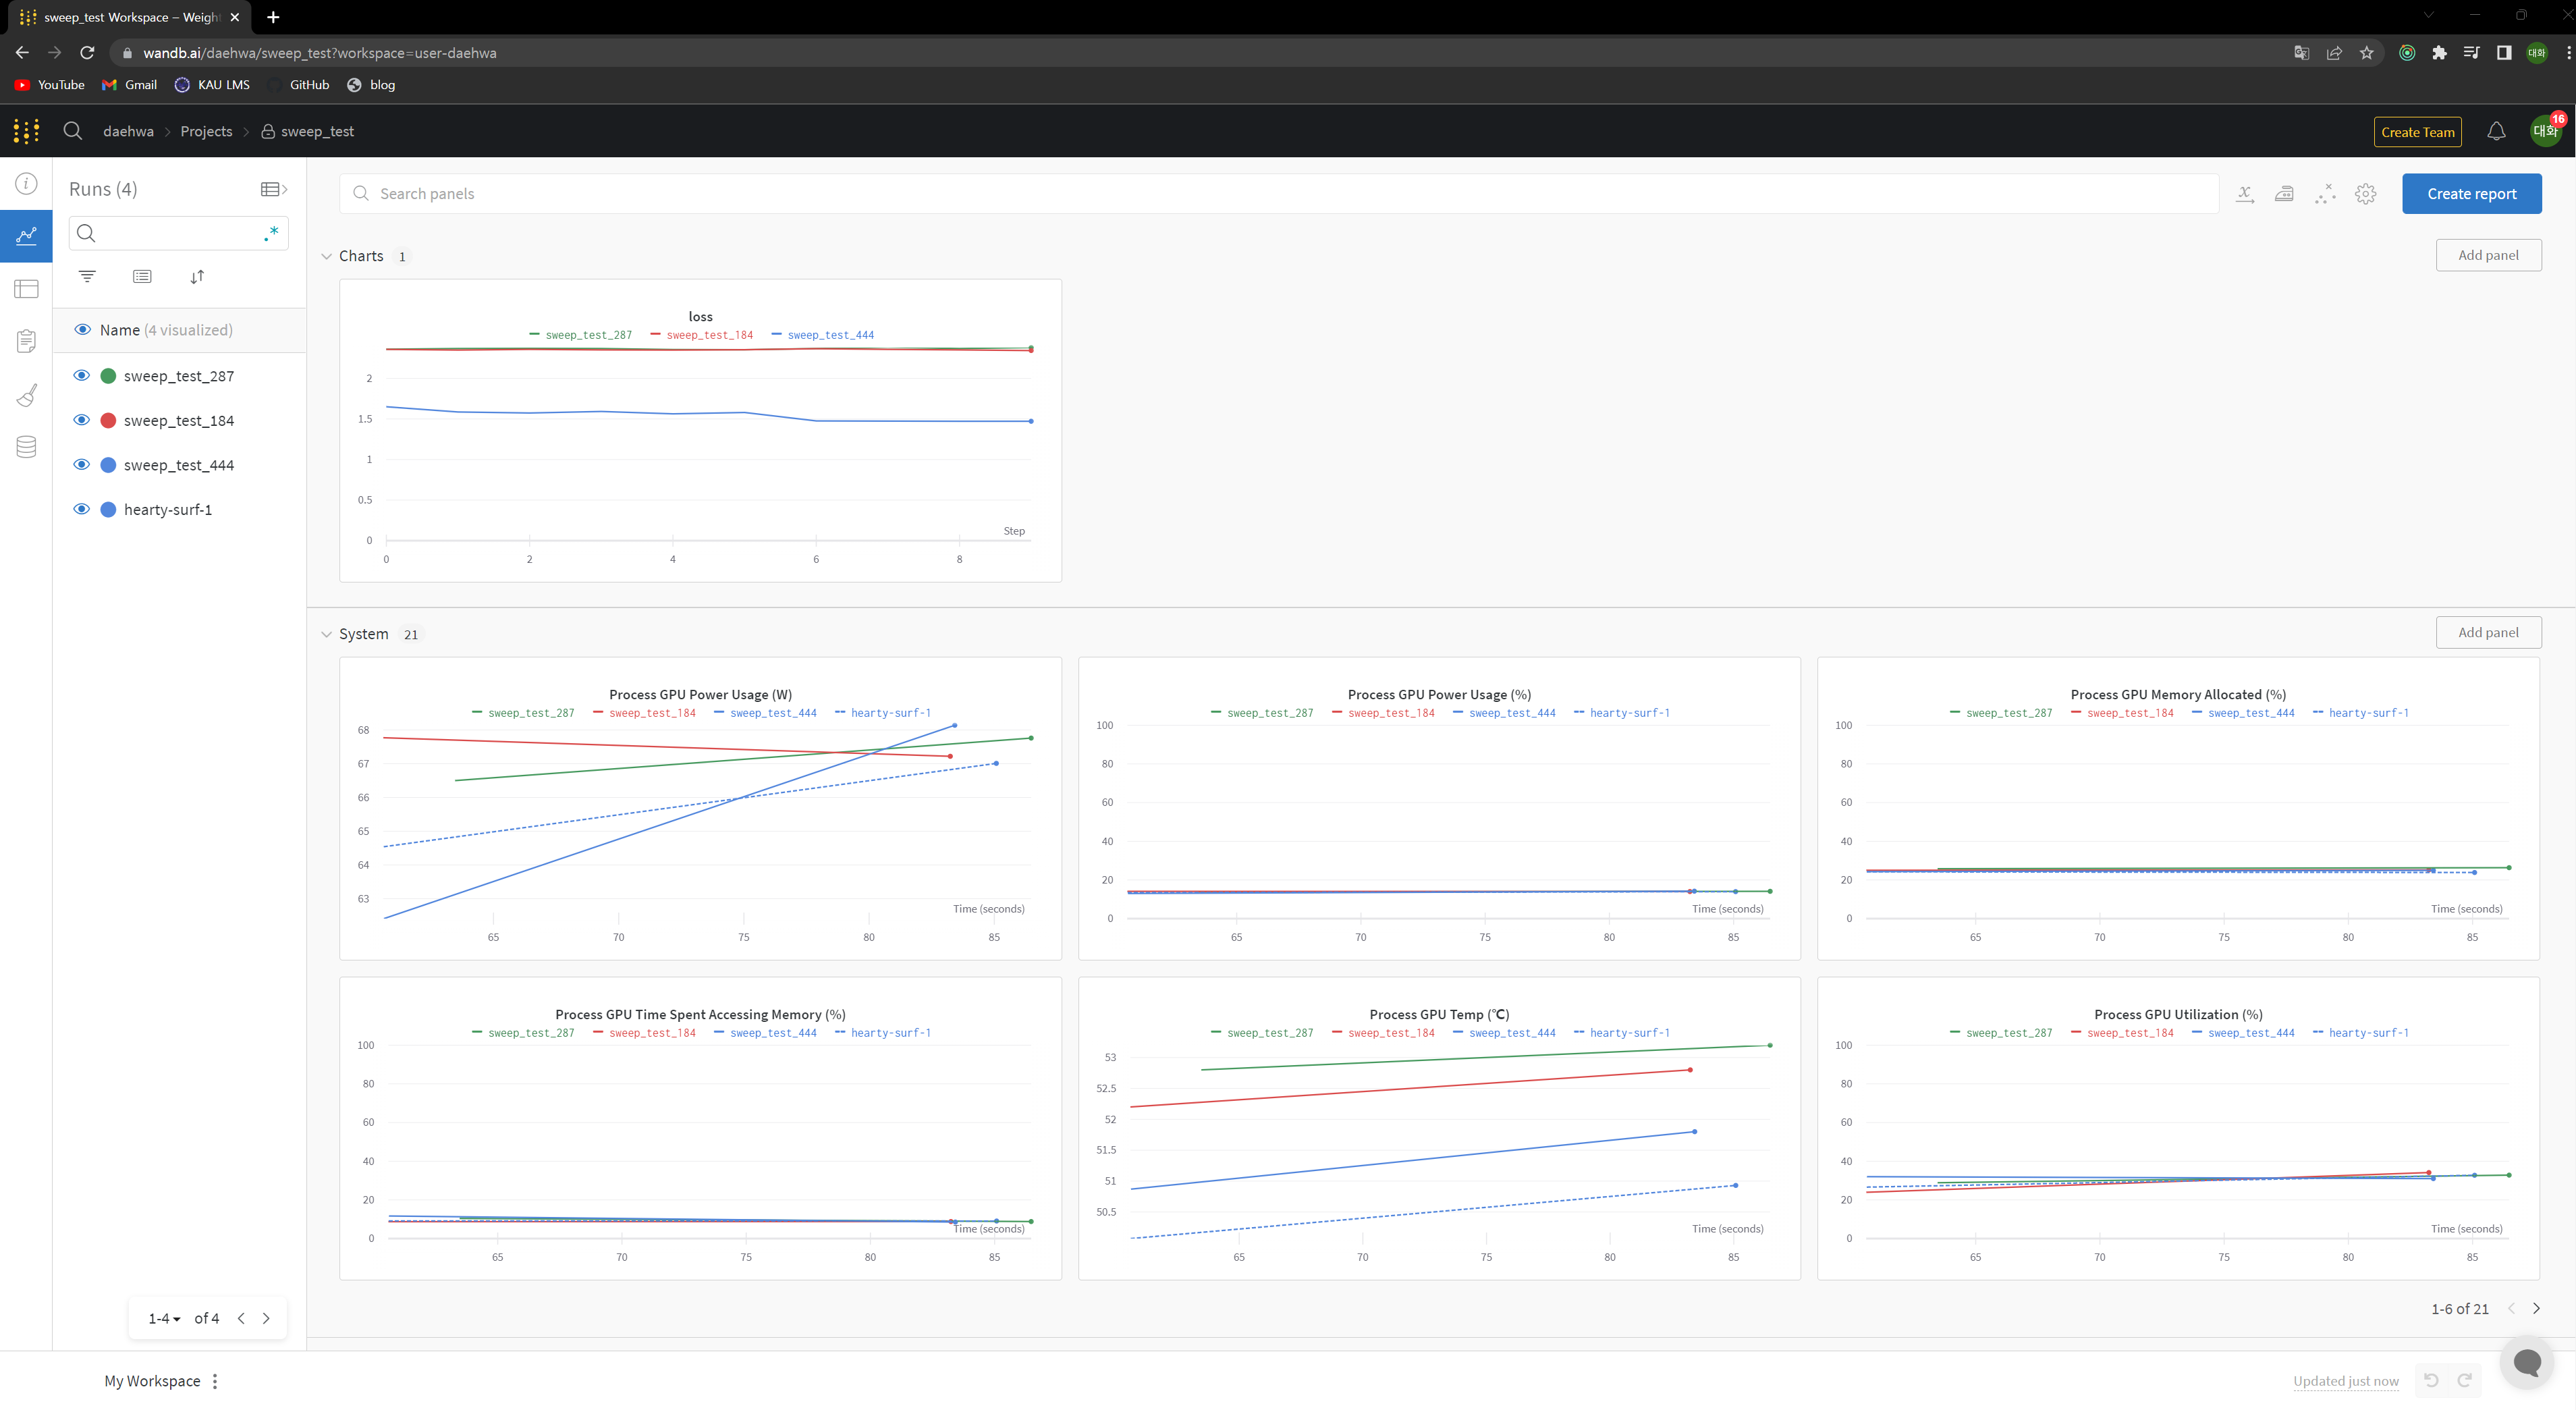 sweep_test Workspace – Weigh
wandb.ai/daehwa/sweep_test?workspace=user-daehwa
대화
YouTube
Gmail
KAU LMS
GitHub
blog
daehwa > Projects > sweep_test
Create Team
대화
16
Runs (4)
.*
Name (4 visualized)
sweep_test_287
sweep_test_184
sweep_test_444
hearty-surf-1
1-4 of 4
Search panels
Create report
Charts 1
Add panel
loss
sweep_test_287 sweep_test_184 sweep_test_444
2
1.5
1
0.5
0
Step
0 2 4 6 8
System 21
Add panel
Process GPU Power Usage (W)
sweep_test_287 sweep_test_184 sweep_test_444 hearty-surf-1
68
67
66
65
64
63
Time (seconds)
65 70 75 80 85
Process GPU Power Usage (%)
sweep_test_287 sweep_test_184 sweep_test_444 hearty-surf-1
100
80
60
40
20
0
Time (seconds)
65 70 75 80 85
Process GPU Memory Allocated (%)
sweep_test_287 sweep_test_184 sweep_test_444 hearty-surf-1
100
80
60
40
20
0
Time (seconds)
65 70 75 80 85
Process GPU Time Spent Accessing Memory (%)
sweep_test_287 sweep_test_184 sweep_test_444 hearty-surf-1
100
80
60
40
20
0
Time (seconds)
65 70 75 80 85
Process GPU Temp (℃)
sweep_test_287 sweep_test_184 sweep_test_444 hearty-surf-1
53
52.5
52
51.5
51
50.5
Time (seconds)
65 70 75 80 85
Process GPU Utilization (%)
sweep_test_287 sweep_test_184 sweep_test_444 hearty-surf-1
100
80
60
40
20
0
Time (seconds)
65 70 75 80 85
1-6 of 21
My Workspace
Updated just now